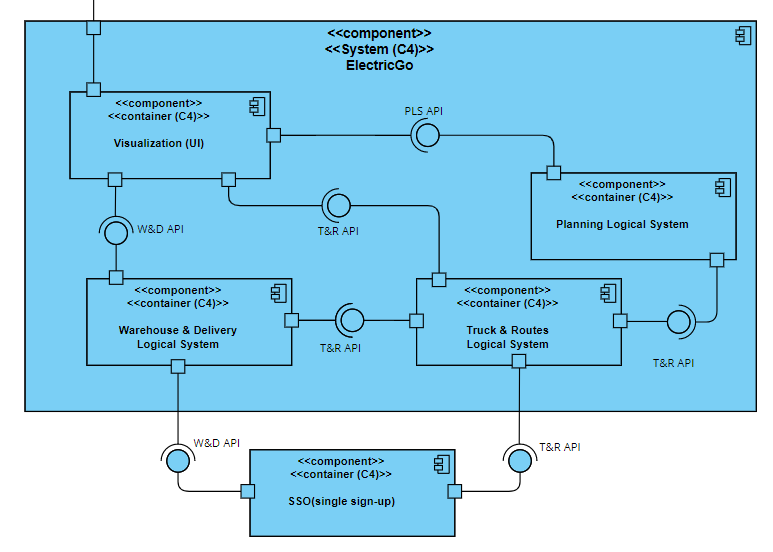 <<component>>
<<System (C4)>>
ElectricGo
<<component>>
<<container (C4)>>
Visualization (UI)
PLS API
<<component>>
<<container (C4)>>
Planning Logical System
W&D API
T&R API
<<component>>
<<container (C4)>>
Warehouse & Delivery
Logical System
T&R API
<<component>>
<<container (C4)>>
Truck & Routes
Logical System
T&R API
W&D API
T&R API
<<component>>
<<container (C4)>>
SSO(single sign-up)